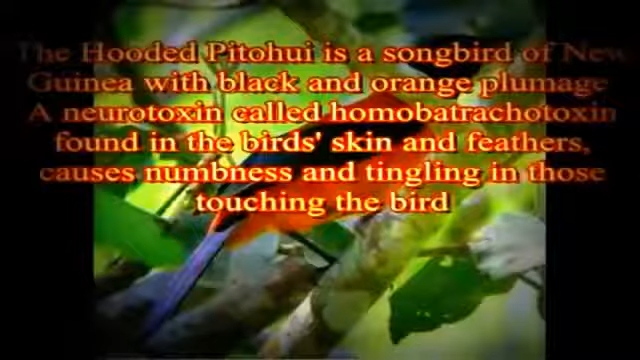 The Hooded Pitohui is a songbird of New
Guinea with black and orange plumage
A neurotoxin called homobatrachotoxin
found in the birds' skin and feathers,
causes numbness and tingling in those
touching the bird